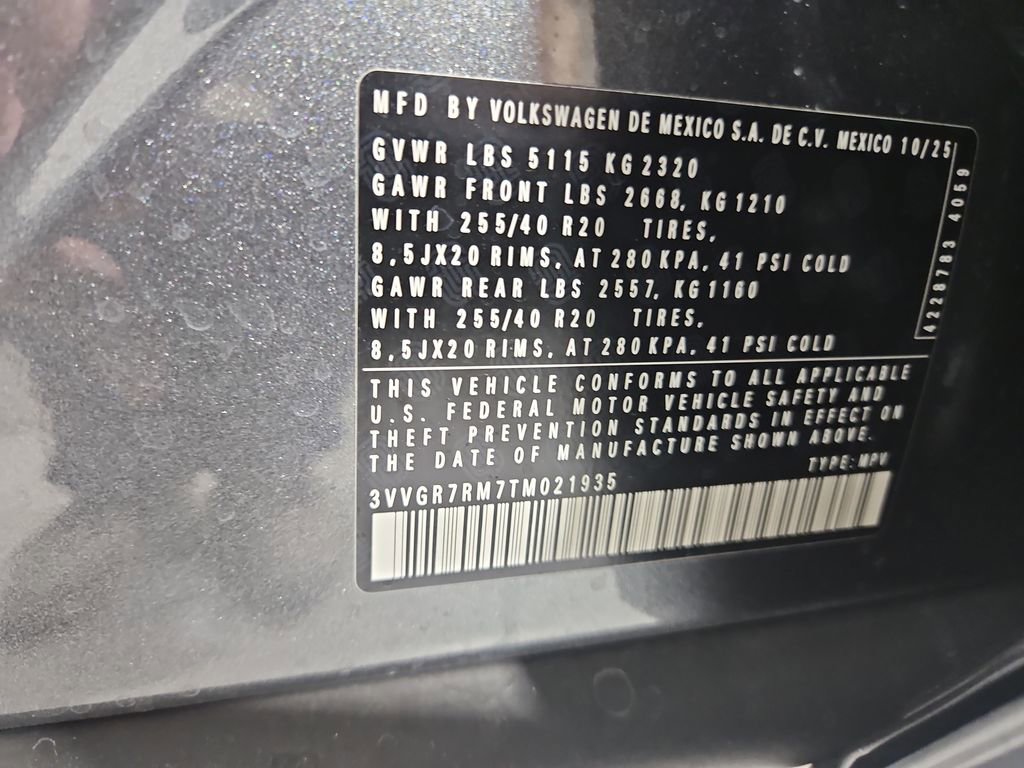 MFD BY VOLKSWAGEN DE MEXICO S.A. DE C.V. MEXICO 10/25
GVWR LBS 5115 KG 2320
GAWR FRONT LBS 2668, KG 1210
WITH 255/40 R20 TIRES,
8,5JX20 RIMS, AT 280 KPA, 41 PSI COLD
GAWR REAR LBS 2557, KG 1160
WITH 255/40 R20 TIRES,
8,5JX20 RIMS, AT 280 KPA, 41 PSI COLD
4228783 4059
THIS VEHICLE CONFORMS TO ALL APPLICABLE
U.S. FEDERAL MOTOR VEHICLE SAFETY AND
THEFT PREVENTION STANDARDS IN EFFECT ON
THE DATE OF MANUFACTURE SHOWN ABOVE.
TYPE: MPV
3VVGR7RM7TM021935